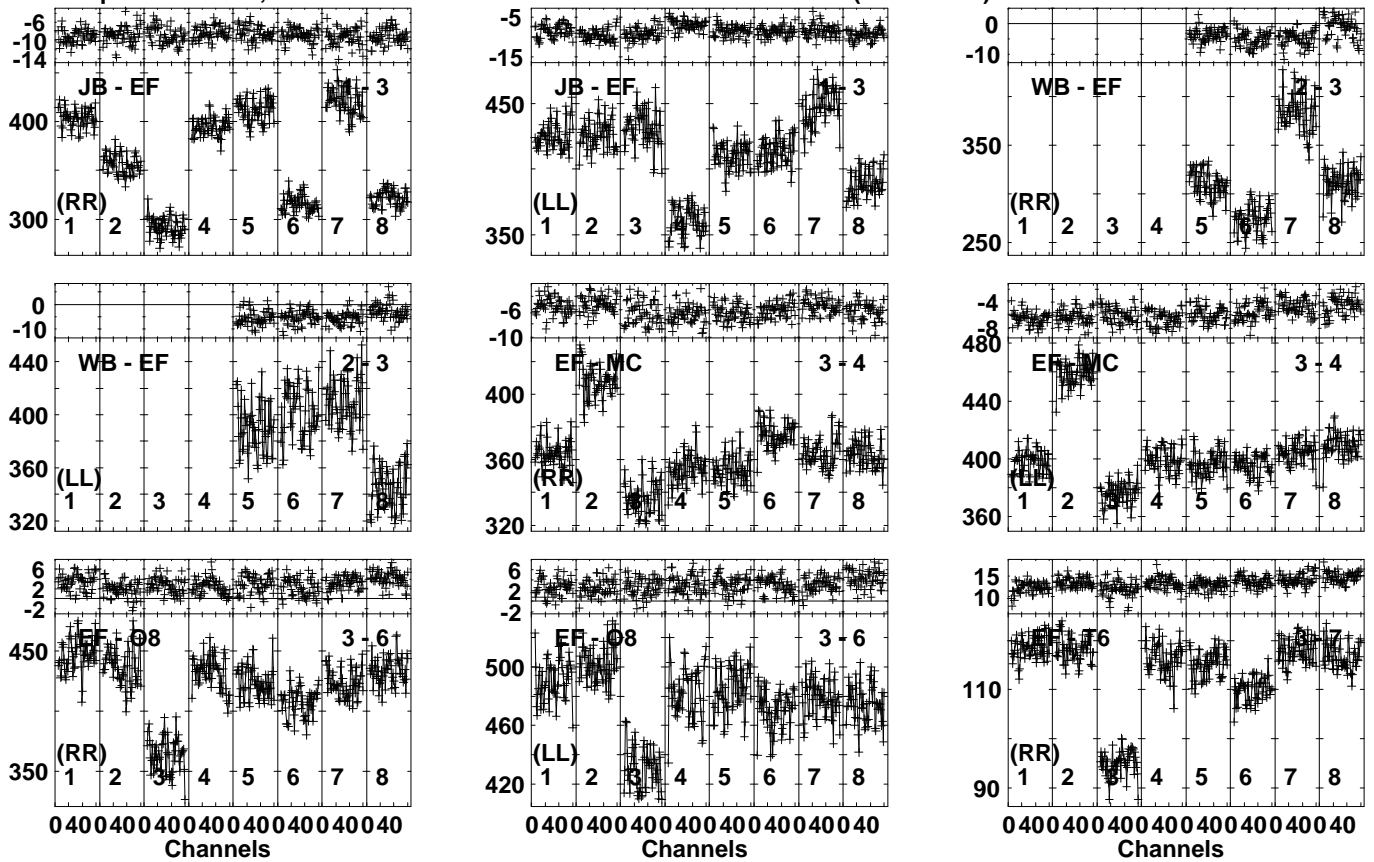 -6
-10
-14
400
300
JB - EF
1 - 3
(RR)
1 2 3 4 5 6 7 8
-5
-15
450
350
JB - EF
1 - 3
(LL)
1 2 3 4 5 6 7 8
0
-10
350
250
WB - EF
2 - 3
(RR)
1 2 3 4 5 6 7 8
0
-10
440
400
360
320
WB - EF
2 - 3
(LL)
1 2 3 4 5 6 7 8
-6
-10
400
360
320
EF - MC
3 - 4
(RR)
1 2 3 4 5 6 7 8
-4
-8
480
440
400
360
EF - MC
3 - 4
(LL)
1 2 3 4 5 6 7 8
6
2
-2
450
350
EF - O8
3 - 6
(RR)
1 2 3 4 5 6 7 8
6
2
-2
500
460
420
EF - O8
3 - 6
(LL)
1 2 3 4 5 6 7 8
15
10
110
90
EF - T6
3 - 7
(RR)
1 2 3 4 5 6 7 8
0 40 0 40 0 40 0 40 0 40 0 40 0 40 0 40
Channels
0 40 0 40 0 40 0 40 0 40 0 40 0 40 0 40
Channels
0 40 0 40 0 40 0 40 0 40 0 40 0 40 0 40
Channels